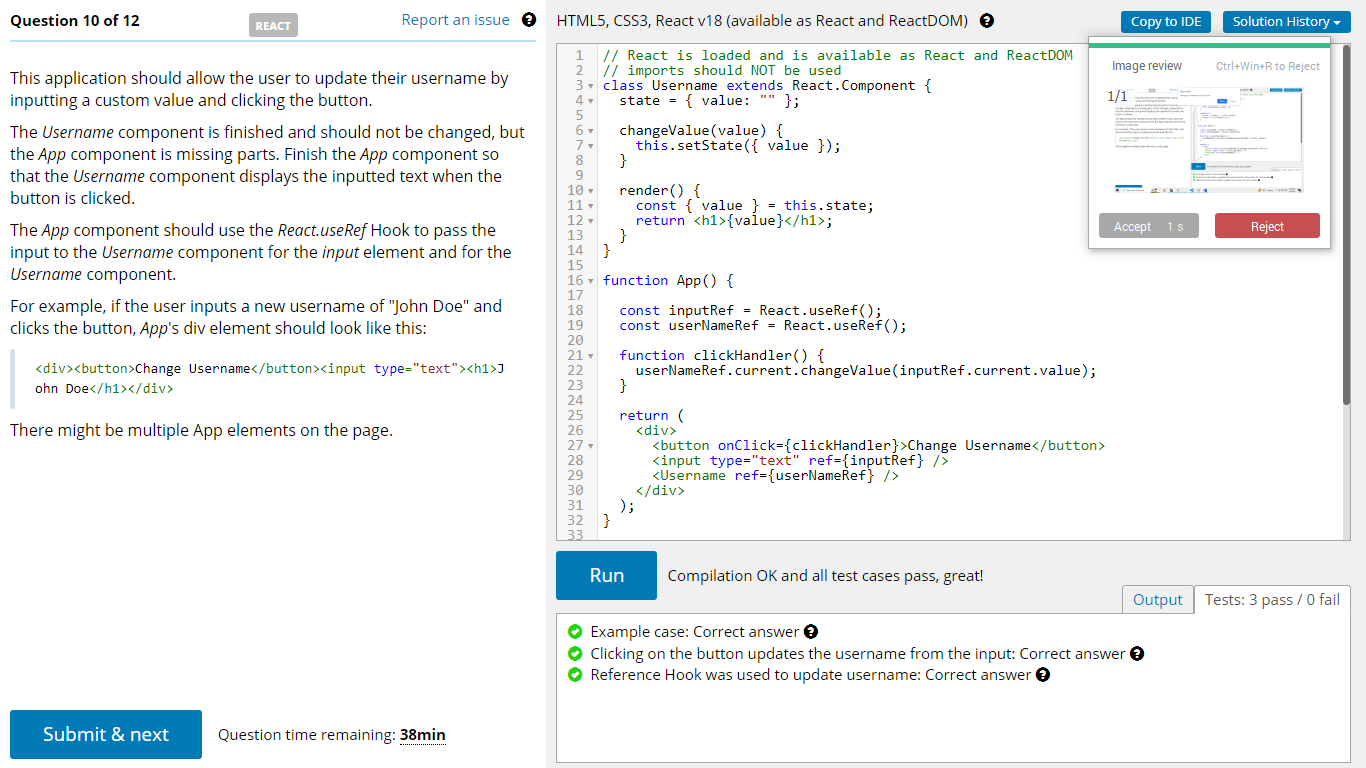 Question 10 of 12
REACT
Report an issue
This application should allow the user to update their username by
inputting a custom value and clicking the button.
The Username component is finished and should not be changed, but
the App component is missing parts. Finish the App component so
that the Username component displays the inputted text when the
button is clicked.
The App component should use the React.useRef Hook to pass the
input to the Username component for the input element and for the
Username component.
For example, if the user inputs a new username of "John Doe" and
clicks the button, App's div element should look like this:
<div><button>Change Username</button><input type="text"><h1>J
ohn Doe</h1></div>
There might be multiple App elements on the page.
Submit & next
Question time remaining: 38min
HTML5, CSS3, React v18 (available as React and ReactDOM)
Copy to IDE
Solution History
1 // React is loaded and is available as React and ReactDOM
2 // imports should NOT be used
3 class Username extends React.Component {
4   state = { value: "" };
5
6   changeValue(value) {
7     this.setState({ value });
8   }
9
10   render() {
11     const { value } = this.state;
12     return <h1>{value}</h1>;
13   }
14 }
15
16 function App() {
17
18   const inputRef = React.useRef();
19   const userNameRef = React.useRef();
20
21   function clickHandler() {
22     userNameRef.current.changeValue(inputRef.current.value);
23   }
24
25   return (
26     <div>
27       <button onClick={clickHandler}>Change Username</button>
28       <input type="text" ref={inputRef} />
29       <Username ref={userNameRef} />
30     </div>
31   );
32 }
33
Image review
Ctrl+Win+R to Reject
1/1
Accept 1 s
Reject
Run
Compilation OK and all test cases pass, great!
Output
Tests: 3 pass / 0 fail
Example case: Correct answer
Clicking on the button updates the username from the input: Correct answer
Reference Hook was used to update username: Correct answer